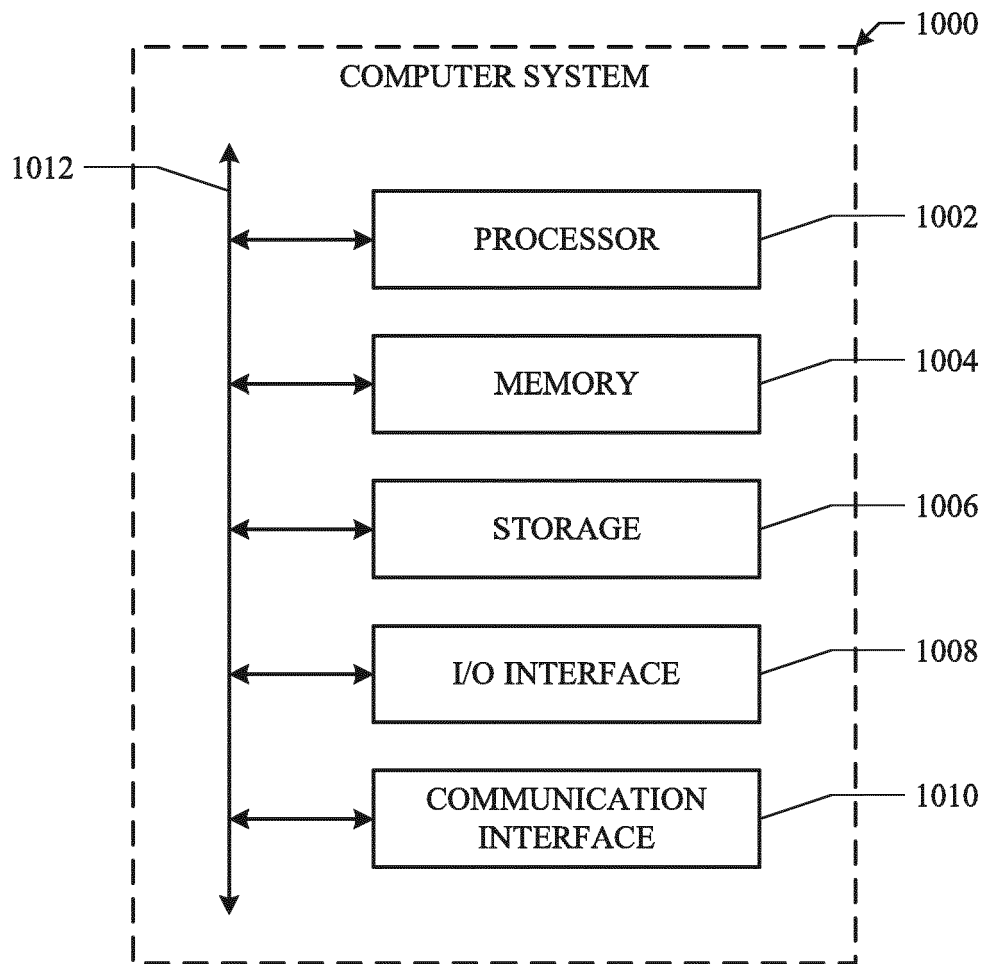 1000
COMPUTER SYSTEM
1012
PROCESSOR
1002
MEMORY
1004
STORAGE
1006
I/O INTERFACE
1008
COMMUNICATION
INTERFACE
1010